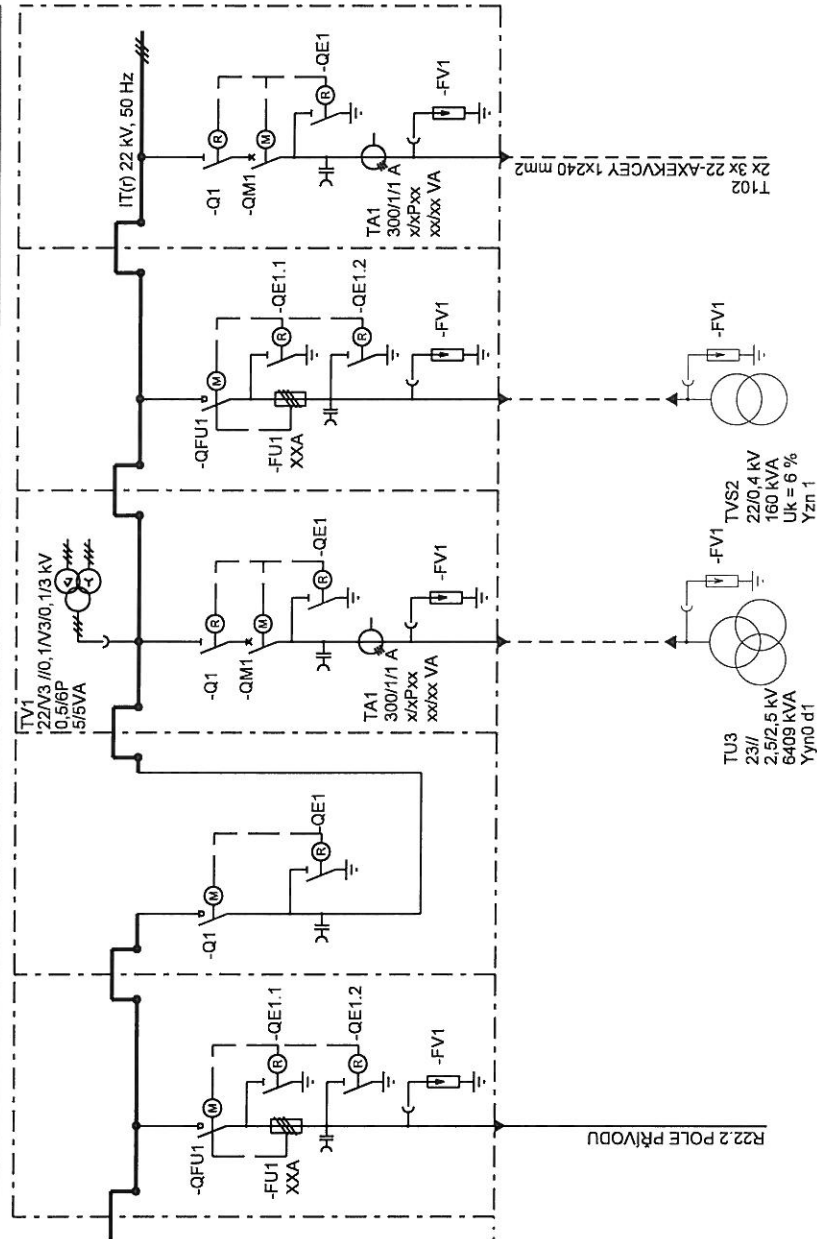 IT(r) 22 kV, 50 Hz
-Q1
-QM1
-QE1
TA1
300/1/1 A
x/xPxx
xx/xx VA
-FV1
T102
2x 3x 22-AXEKVCEY 1x240 mm2
-QFU1
-FU1
XXA
-QE1.1
-QE1.2
-FV1
TVS2
22/0,4 kV
160 kVA
Uk = 6 %
Yzn 1
-FV1
TV1
22/V3 //0,1/V3/0,1/3 kV
0,5/6P
5/5VA
-Q1
-QM1
-QE1
TA1
300/1/1 A
x/xPxx
xx/xx VA
-FV1
TU3
23//
2,5/2,5 kV
6409 kVA
Yyn0 d1
-FV1
-Q1
-QE1
-QFU1
-FU1
XXA
-QE1.1
-QE1.2
-FV1
R22.2 POLE PŘÍVODU
R
M
R
M
R
R
R
M
R
M
R
M
R
R